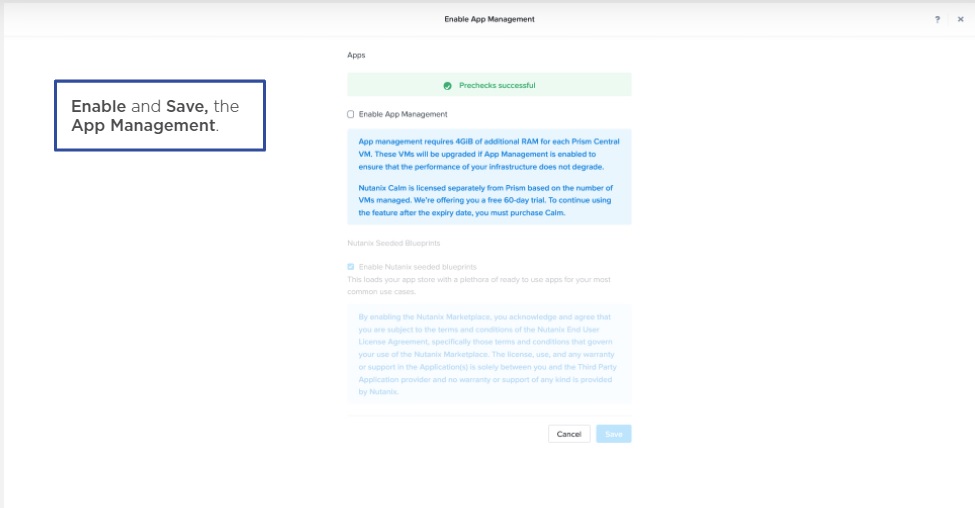 Enable App Management
? ×
Apps
Prechecks successful
Enable and Save, the
App Management.
Enable App Management
App management requires 4GiB of additional RAM for each Prism Central
VM. These VMs will be upgraded if App Management is enabled to
ensure that the performance of your infrastructure does not degrade.
Nutanix Calm is licensed separately from Prism based on the number of
VMs managed. We're offering you a free 60-day trial. To continue using
the feature after the expiry date, you must purchase Calm.
Nutanix Seeded Blueprints
Enable Nutanix seeded blueprints
This loads your app store with a plethora of ready to use apps for your most
common use cases.
By enabling the Nutanix Marketplace, you acknowledge and agree that
you are subject to the terms and conditions of the Nutanix End User
License Agreement, specifically those terms and conditions that govern
your use of the Nutanix Marketplace. The license, use, and any warranty
or support in the Application(s) is solely between you and the Third Party
Application provider and no warranty or support of any kind is provided
by Nutanix.
Cancel
Save